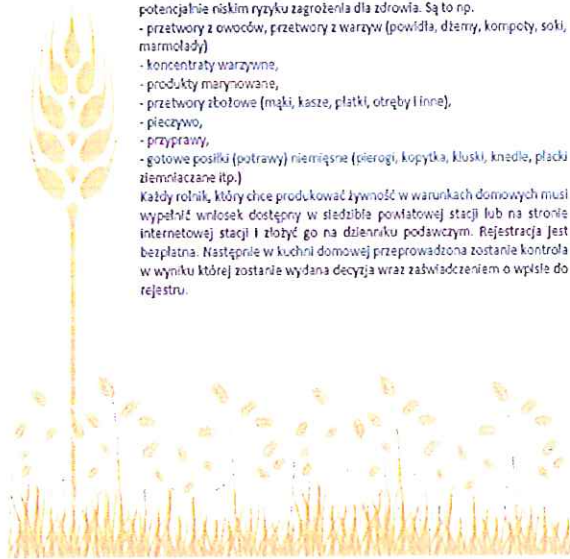 potencjalnie niskim ryzyku zagrożenia dla zdrowia. Są to np.
- przetwory z owoców, przetwory z warzyw (powidła, dżemy, kompoty, soki,
marmolady)
- koncentraty warzywne,
- produkty marynowane,
- przetwory zbożowe (mąki, kasze, płatki, otręby i inne),
- pieczywo,
- przyprawy,
- gotowe posiłki (potrawy) niemięsne (pierogi, kopytka, kluski, knedle, placki
ziemniaczane itp.)
Każdy rolnik, który chce produkować żywność w warunkach domowych musi
wypełnić wniosek dostępny w siedzibie powiatowej stacji lub na stronie
internetowej stacji i złożyć go na dzienniku podawczym. Rejestracja jest
bezpłatna. Następnie w kuchni domowej przeprowadzona zostanie kontrola
w wyniku której zostanie wydana decyzja wraz zaświadczeniem o wpisie do
rejestru.